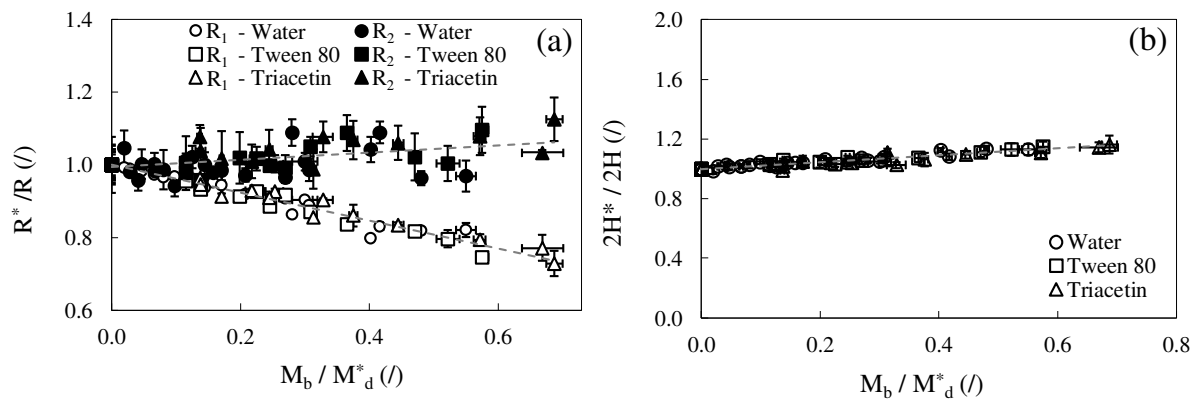 R₁ - Water R₂ - Water (a)
R₁ - Tween 80 R₂ - Tween 80
R₁ - Triacetin R₂ - Triacetin
1.4
1.2
1.0
0.8
0.6
R*/R (/)
0.0 0.2 0.4 0.6
M_b / M*_d (/)
(b)
2.0
1.6
1.2
1.0
0.8
0.4
0.0
2H* / 2H (/)
Water
Tween 80
Triacetin
0.0 0.2 0.4 0.6 0.8
M_b / M*_d (/)